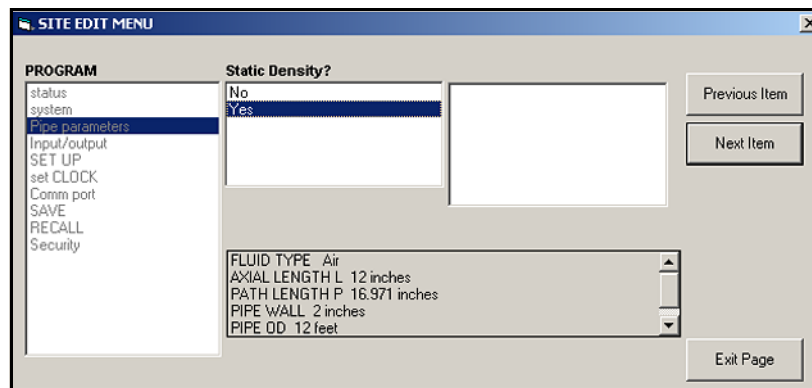 SITE EDIT MENU
PROGRAM
status
system
Pipe parameters
Input/output
SET UP
set CLOCK
Comm port
SAVE
RECALL
Security
Static Density?
No
Yes
FLUID TYPE Air
AXIAL LENGTH L 12 inches
PATH LENGTH P 16.971 inches
PIPE WALL 2 inches
PIPE OD 12 feet
Previous Item
Next Item
Exit Page